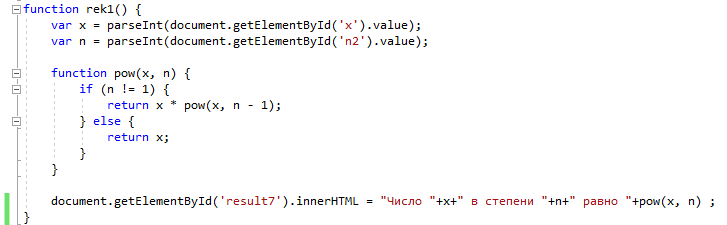 function rek1() {
var x = parseInt(document.getElementById('x').value);
var n = parseInt(document.getElementById('n2').value);
function pow(x, n) {
if (n != 1) {
return x * pow(x, n - 1);
} else {
return x;
}
}
document.getElementById('result7').innerHTML = "Число "+x+" в степени "+n+" равно "+pow(x, n) ;
}